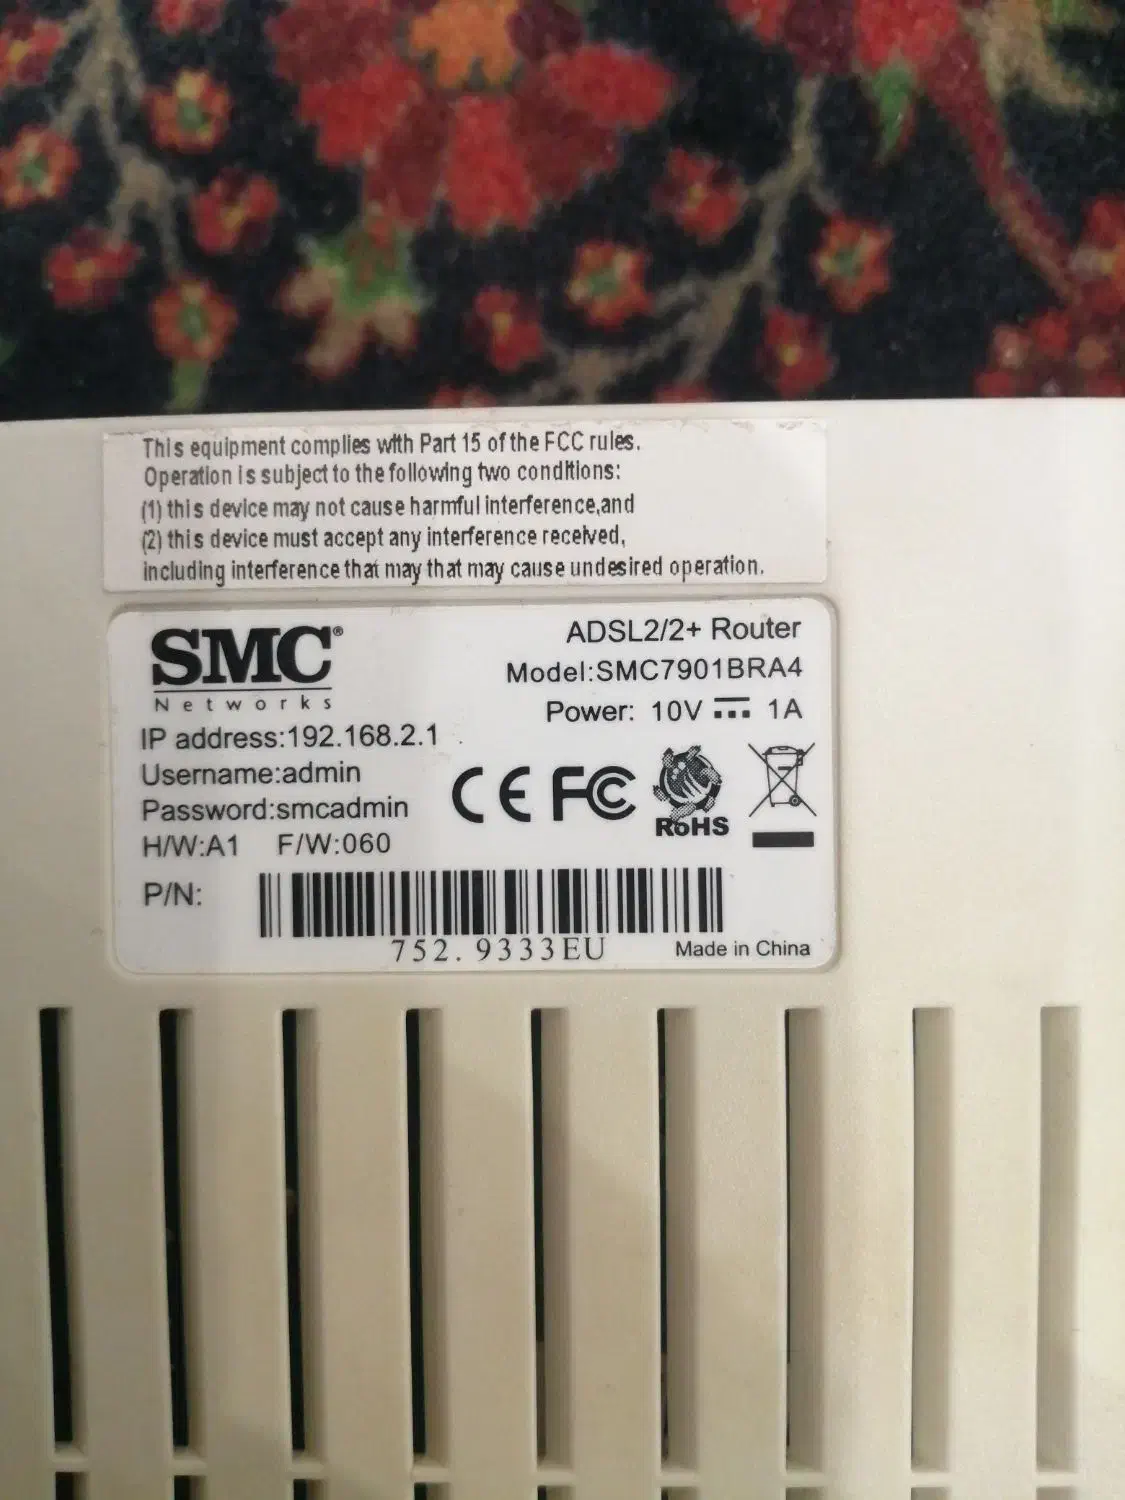 This equipment complies with Part 15 of the FCC rules.
Operation is subject to the following two conditions:
(1) this device may not cause harmful interference,and
(2) this device must accept any interference received,
including interference that may that may cause undesired operation.
SMC®
Networks
ADSL2/2+ Router
Model:SMC7901BRA4
Power: 10V ⎓ 1A
IP address:192.168.2.1
Username:admin
Password:smcadmin
H/W:A1 F/W:060
CE FC
RoHS
P/N:
752.9333EU
Made in China